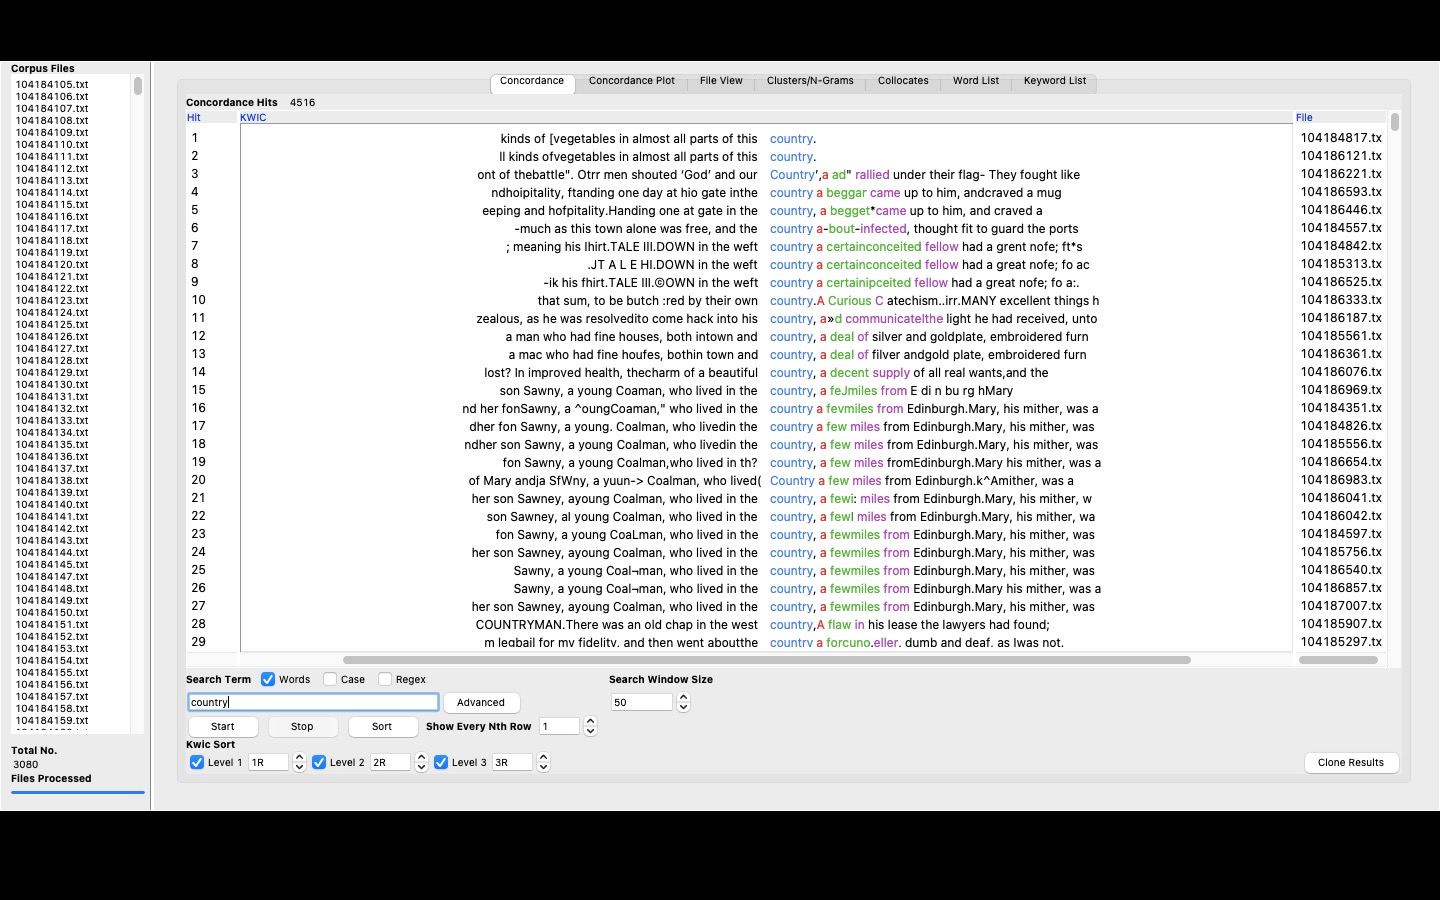 Corpus Files
104184105.txt
104184106.txt
104184107.txt
104184108.txt
104184109.txt
104184110.txt
104184111.txt
104184112.txt
104184113.txt
104184114.txt
104184115.txt
104184116.txt
104184117.txt
104184118.txt
104184119.txt
104184120.txt
104184121.txt
104184122.txt
104184123.txt
104184124.txt
104184125.txt
104184126.txt
104184127.txt
104184128.txt
104184129.txt
104184130.txt
104184131.txt
104184132.txt
104184133.txt
104184134.txt
104184135.txt
104184136.txt
104184137.txt
104184138.txt
104184139.txt
104184140.txt
104184141.txt
104184142.txt
104184143.txt
104184144.txt
104184145.txt
104184147.txt
104184148.txt
104184149.txt
104184150.txt
104184151.txt
104184152.txt
104184153.txt
104184154.txt
104184155.txt
104184156.txt
104184157.txt
104184158.txt
104184159.txt
Total No.
3080
Files Processed
Concordance Concordance Plot File View Clusters/N-Grams Collocates Word List Keyword List
Concordance Hits 4516
Hit KWIC File
1 kinds of [vegetables in almost all parts of this country. 104184817.tx
2 ll kinds ofvegetables in almost all parts of this country. 104186121.tx
3 ont of thebattle". Otrr men shouted ‘God’ and our Country’,a ad" rallied under their flag- They fought like 104186221.tx
4 ndhoipitality, ftanding one day at hio gate inthe country a beggar came up to him, andcraved a mug 104186593.tx
5 eeping and hofpitality.Handing one at gate in the country, a begget*came up to him, and craved a 104186446.tx
6 -much as this town alone was free, and the country a-bout-infected, thought fit to guard the ports 104184557.tx
7 ; meaning his lhirt.TALE III.DOWN in the weft country a certainconceited fellow had a grent nofe; ft*s 104184842.tx
8 .JT A L E HI.DOWN in the weft country a certainconceited fellow had a great nofe; fo ac 104185313.tx
9 -ik his fhirt.TALE III.©OWN in the weft country a certainipceited fellow had a great nofe; fo a:. 104186525.tx
10 that sum, to be butch :red by their own country.A Curious C atechism..irr.MANY excellent things h 104186333.tx
11 zealous, as he was resolvedito come hack into his country, a»d communicatelthe light he had received, unto 104186187.tx
12 a man who had fine houses, both intown and country, a deal of silver and goldplate, embroidered furn 104185561.tx
13 a mac who had fine houfes, bothin town and country, a deal of filver andgold plate, embroidered furn 104186361.tx
14 lost? In improved health, thecharm of a beautiful country, a decent supply of all real wants,and the 104186076.tx
15 son Sawny, a young Coaman, who lived in the country, a feJmiles from E di n bu rg hMary 104186969.tx
16 nd her fonSawny, a ^oungCoaman," who lived in the country a fevmiles from Edinburgh.Mary, his mither, was a 104184351.tx
17 dher fon Sawny, a young. Coalman, who livedin the country, a few miles from Edinburgh.Mary, his mither, was 104184826.tx
18 ndher son Sawney, a young Coalman, who lived in the country, a few miles from Edinburgh.Mary, his mither, was 104185556.tx
19 fon Sawny, a young Coalman,who lived in th? country, a few miles fromEdinburgh.Mary his mither, was a 104186654.tx
20 of Mary andja SfWny, a yuun-> Coalman, who lived( Country a few miles from Edinburgh.k^Amither, was a 104186983.tx
21 her son Sawney, ayoung Coalman, who lived in the country, a fewi: miles from Edinburgh.Mary, his mither, w 104186041.tx
22 son Sawney, al young Coalman, who lived in the country, a fewl miles from Edinburgh.Mary, his mither, wa 104186042.tx
23 fon Sawny, a young CoaLman, who lived in the country, a fewmiles from Edinburgh.Mary, his mither, was 104184597.tx
24 her son Sawney, ayoung Coalman, who lived in the country, a fewmiles from Edinburgh.Mary, his mither, was 104185756.tx
25 Sawny, a young Coal¬man, who lived in the country, a fewmiles from Edinburgh.Mary, his mither, was 104186540.tx
26 Sawny, a young Coal¬man, who lived in the country, a fewmiles from Edinburgh.Mary his mither, was a 104186857.tx
27 her son Sawney, ayoung Coalman, who lived in the country, a fewmiles from Edinburgh.Mary, his mither, was 104187007.tx
28 COUNTRYMAN.There was an old chap in the west country,A flaw in his lease the lawyers had found; 104185907.tx
29 m legbail for my fidelity, and then went aboutthe country a forcuno.eller, dumb and deaf, as Iwas not. 104185297.tx
Search Term Words Case Regex Search Window Size
country Advanced 50
Start Stop Sort Show Every Nth Row 1
Kwic Sort
Level 1 1R Level 2 2R Level 3 3R Clone Results